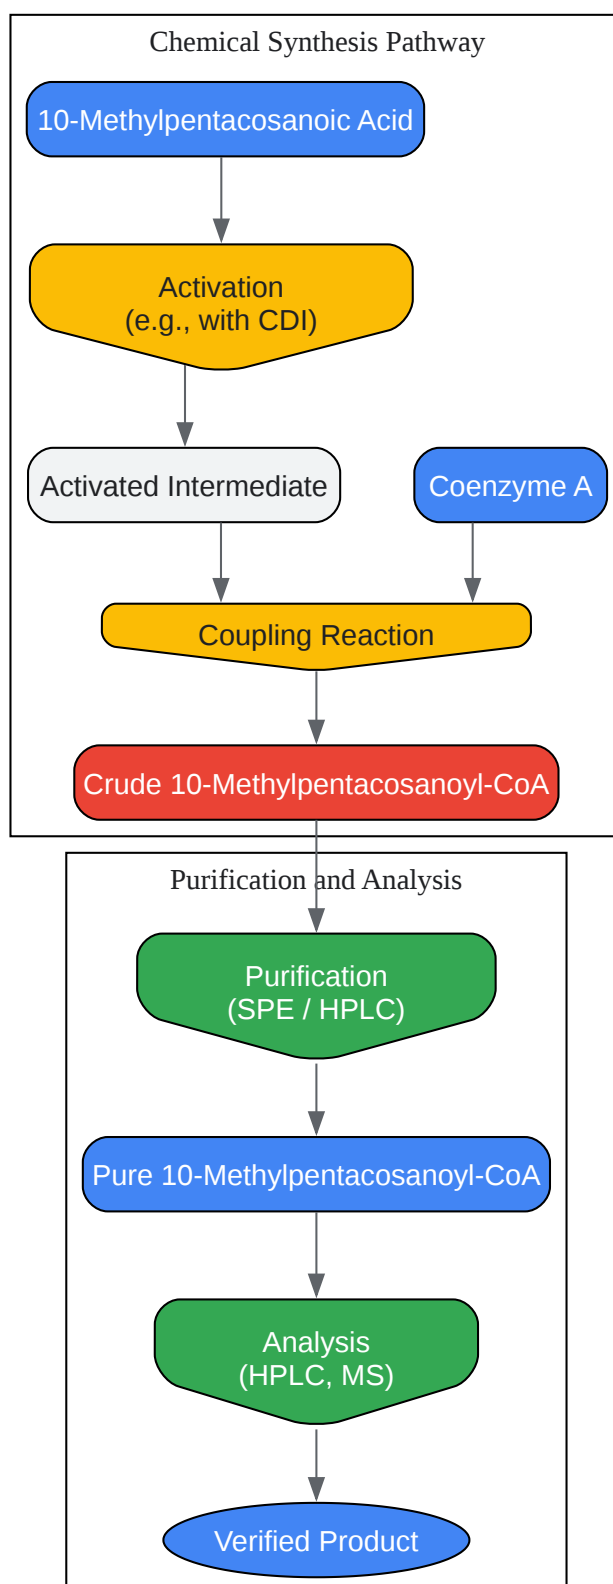 Chemical Synthesis Pathway
10-Methylpentacosanoic Acid
Activation
(e.g., with CDI)
Activated Intermediate
Coenzyme A
Coupling Reaction
Crude 10-Methylpentacosanoyl-CoA
Purification and Analysis
Purification
(SPE / HPLC)
Pure 10-Methylpentacosanoyl-CoA
Analysis
(HPLC, MS)
Verified Product